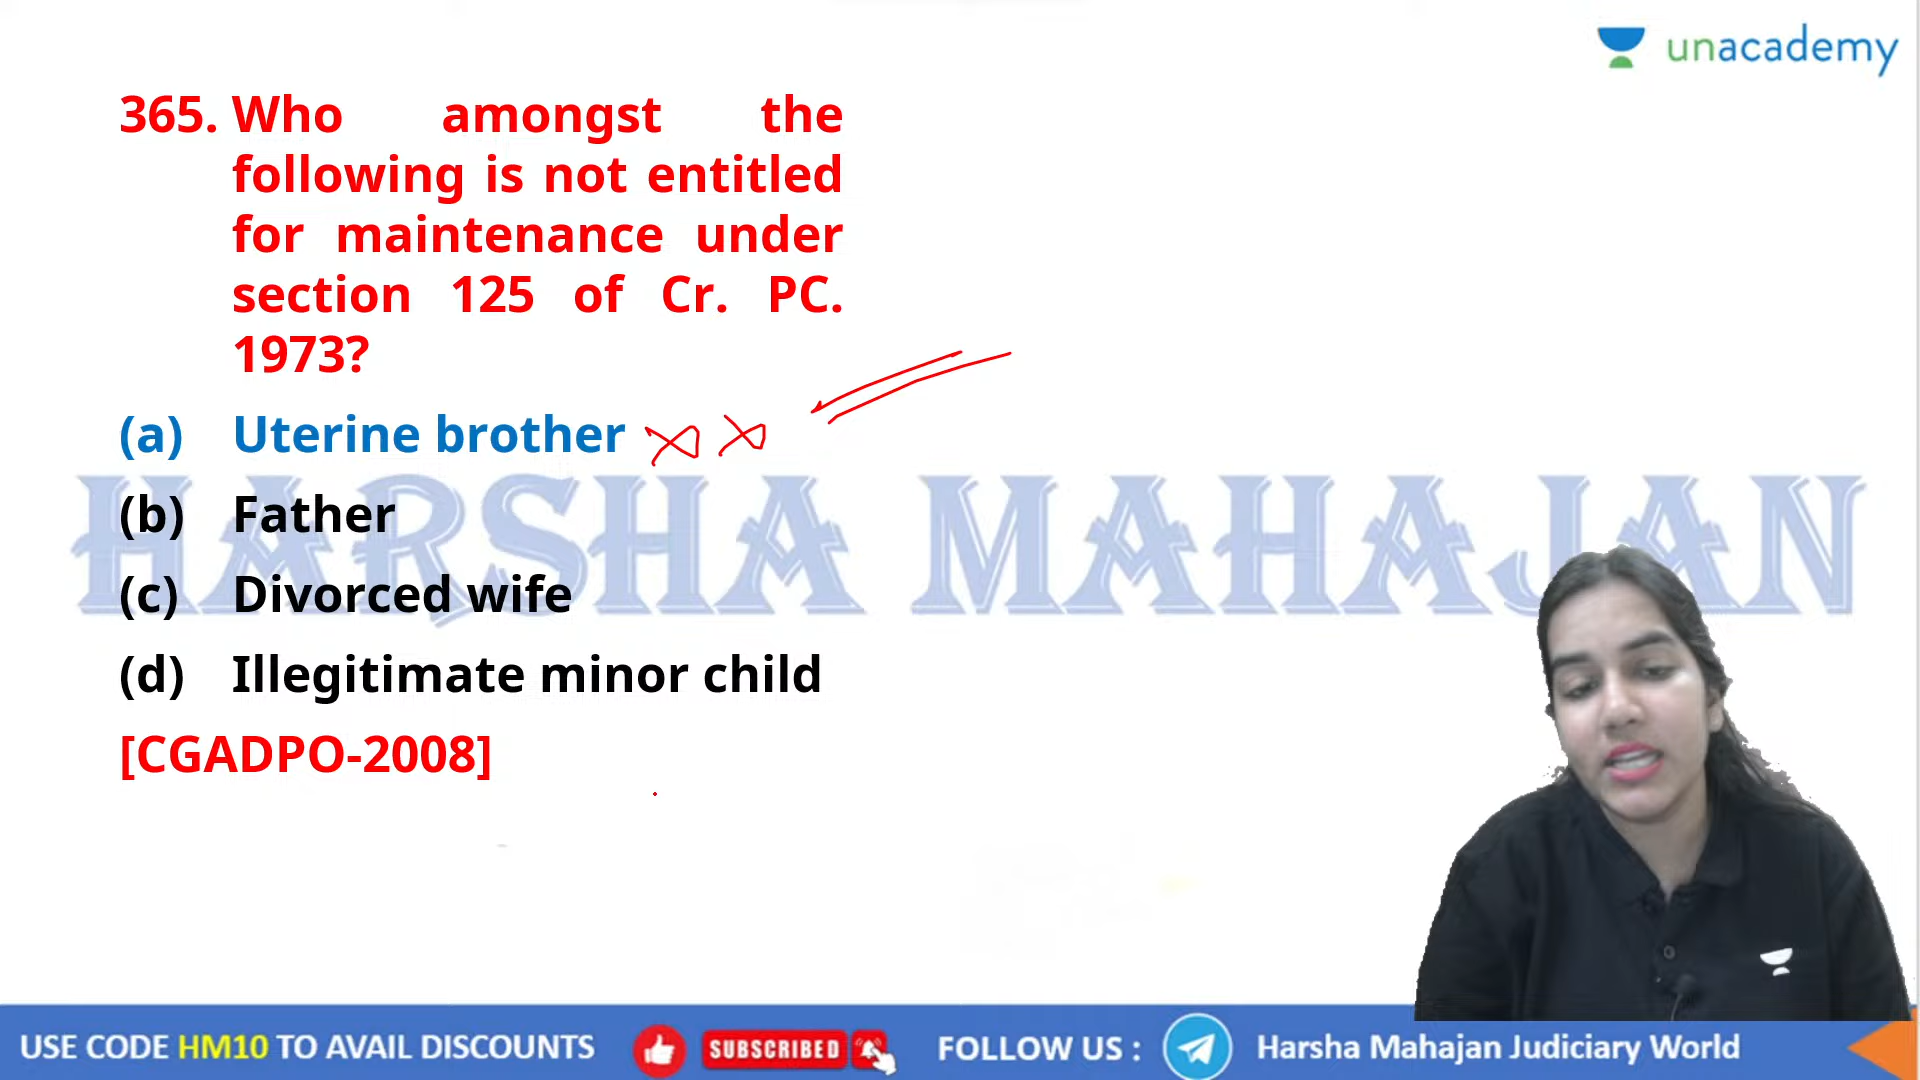 unacademy
365. Who amongst the
following is not entitled
for maintenance under
section 125 of Cr. PC.
1973?
(a) Uterine brother
(b) Father
(c) Divorced wife
(d) Illegitimate minor child
[CGADPO-2008]
HARSHA MAHAJAN
USE CODE HM10 TO AVAIL DISCOUNTS
SUBSCRIBED
FOLLOW US :
Harsha Mahajan Judiciary World